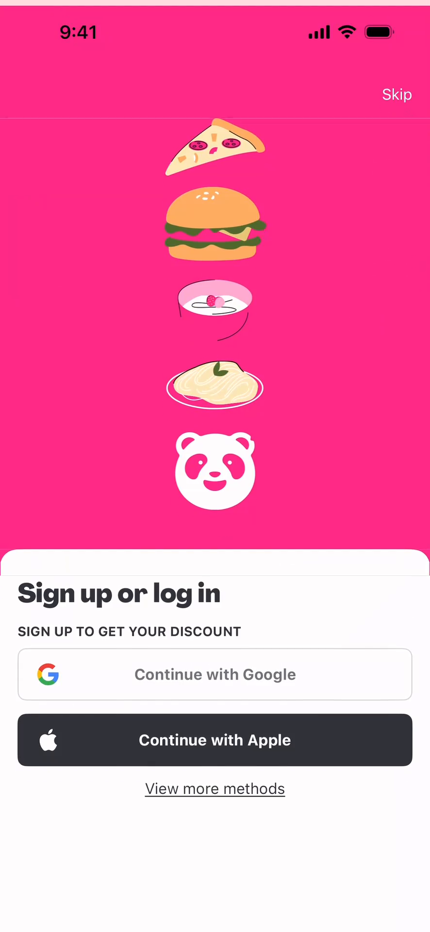 9:41
Skip
Sign up or log in
SIGN UP TO GET YOUR DISCOUNT
Continue with Google
Continue with Apple
View more methods